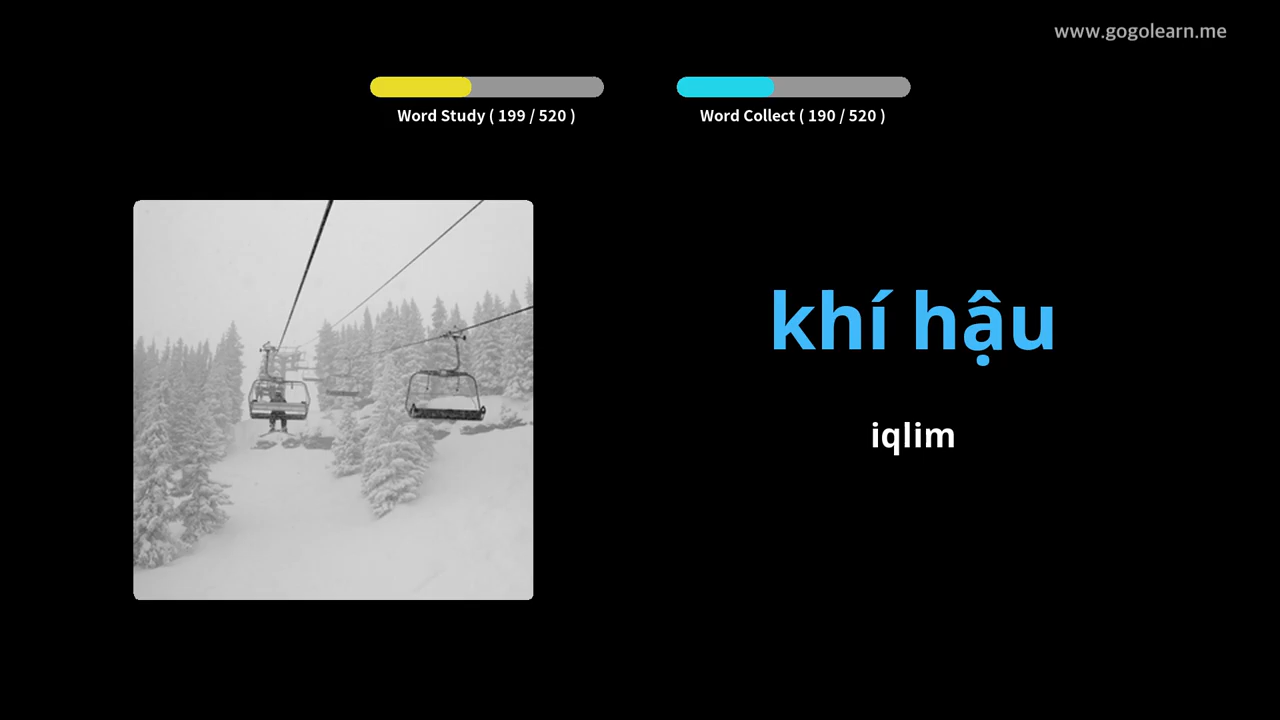 www.gogolearn.me
Word Study ( 199 / 520 )
Word Collect ( 190 / 520 )
khí hậu
iqlim